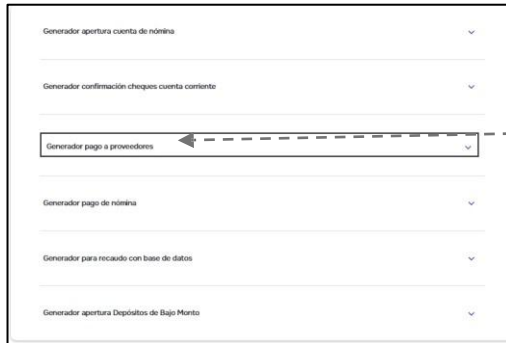 Generador apertura cuenta de nómina
Generador confirmación cheques cuenta corriente
Generador pago a proveedores
Generador pago de nómina
Generador para recaudo con base de datos
Generador apertura Depósitos de Bajo Monto